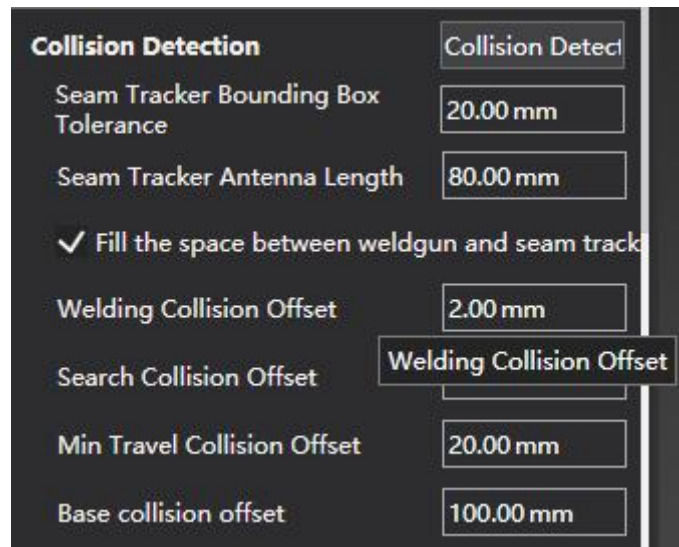 Collision Detection Collision Detect
Seam Tracker Bounding Box
Tolerance
20.00 mm
Seam Tracker Antenna Length 80.00 mm
Fill the space between weldgun and seam track
Welding Collision Offset 2.00 mm
Welding Collision Offset
Search Collision Offset
Min Travel Collision Offset 20.00 mm
Base collision offset 100.00 mm